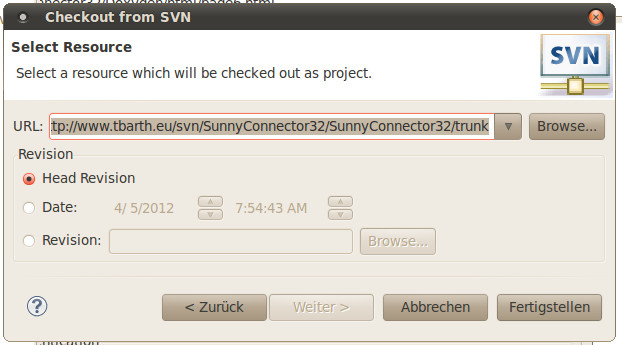 Checkout from SVN
Select Resource
Select a resource which will be checked out as project.
SVN
URL: tp://www.tbarth.eu/svn/SunnyConnector32/SunnyConnector32/trunk Browse...
Revision
Head Revision
Date: 4/ 5/2012 7:54:43 AM
Revision: Browse...
? < Zurück Weiter > Abbrechen Fertigstellen